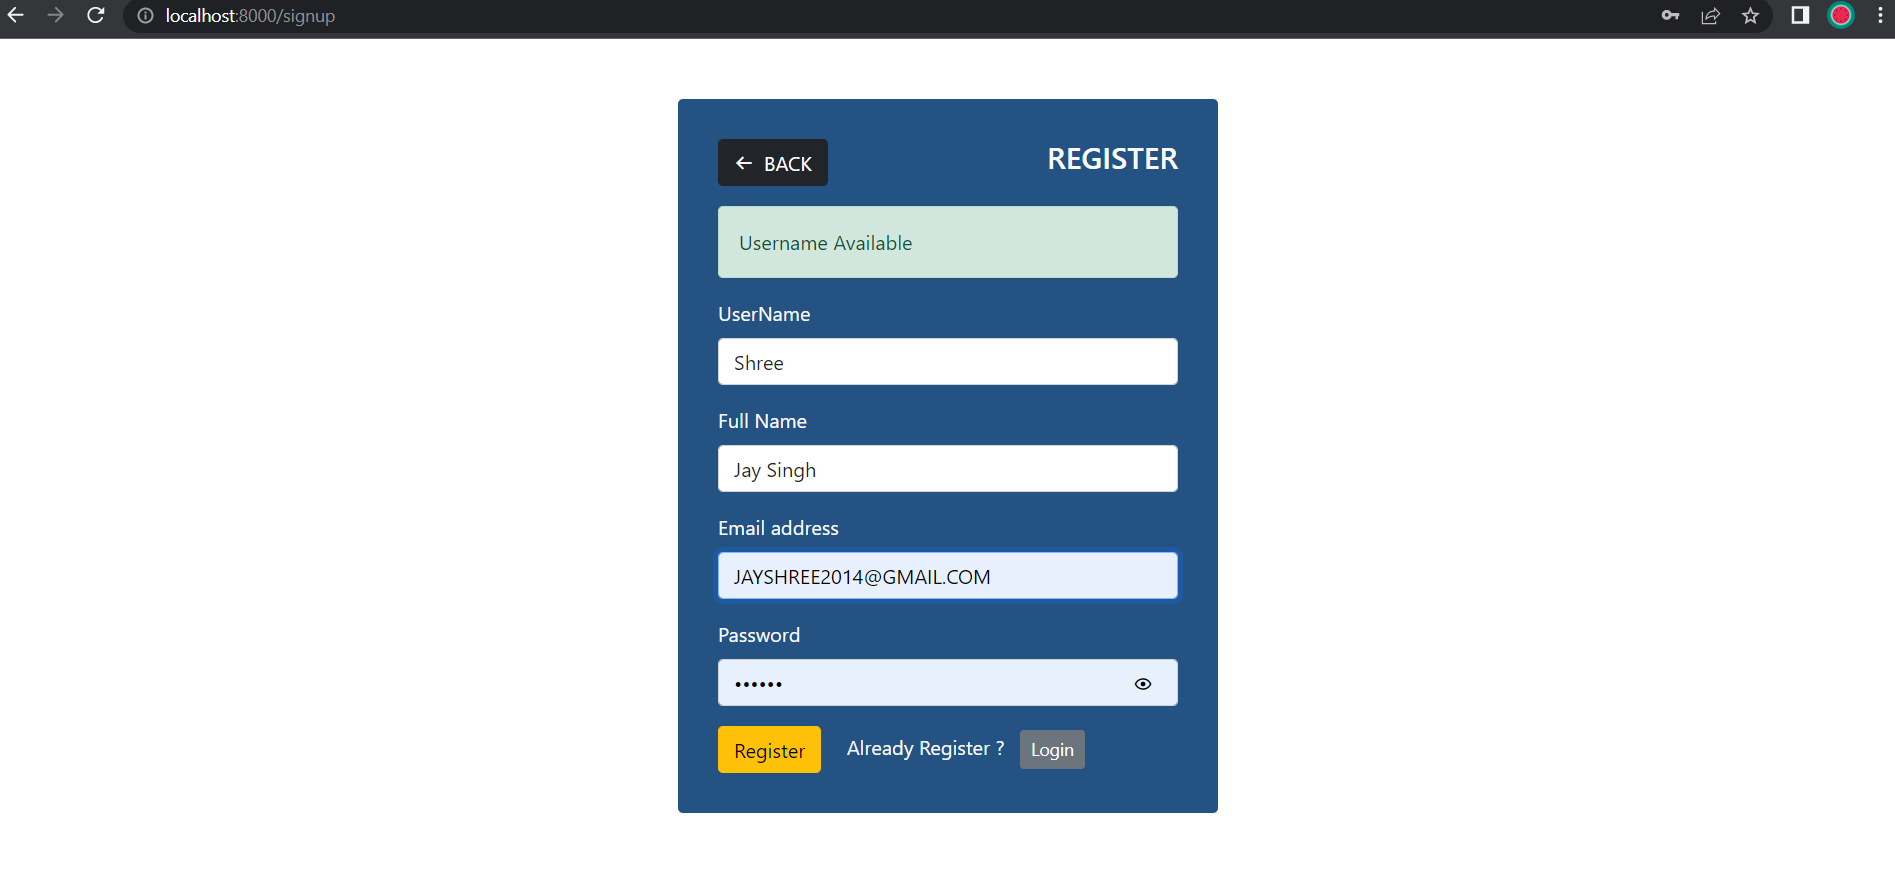 localhost:8000/signup
← BACK
REGISTER
Username Available
UserName
Shree
Full Name
Jay Singh
Email address
JAYSHREE2014@GMAIL.COM
Password
••••••
Register Already Register ? Login